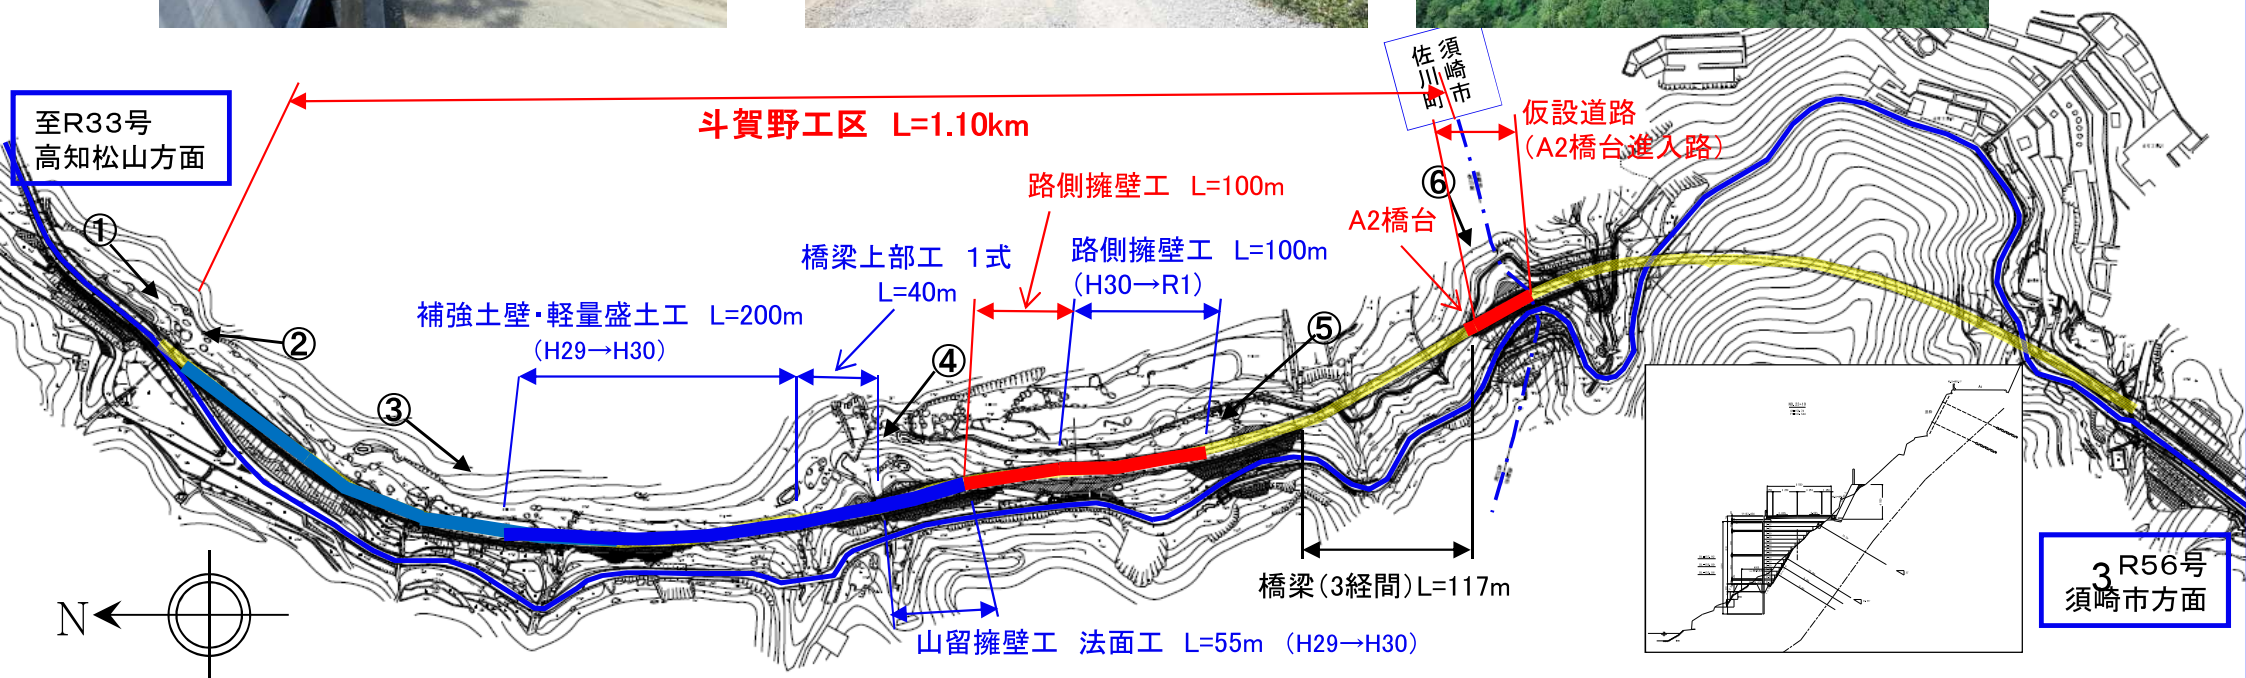 須崎市
佐川町
至R33号
高知松山方面
斗賀野工区 L=1.10km
仮設道路
(A2橋台進入路)
路側擁壁工 L=100m
⑥
A2橋台
①
橋梁上部工 1式
L=40m
路側擁壁工 L=100m
(H30→R1)
補強土壁・軽量盛土工 L=200m
(H29→H30)
②
③
④
⑤
橋梁(3経間)L=117m
山留擁壁工 法面工 L=55m (H29→H30)
N
3
R56号
須崎市方面